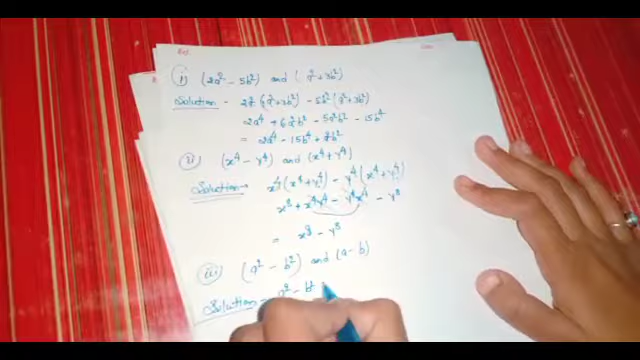 i) (2a² - 5b²) and (a² + 3b²)
Solution - 2a²(a² + 3b²) - 5b²(a² + 3b²)
2a⁴ + 6a²b² - 5a²b² - 15b⁴
= 2a⁴ - 15b⁴ + a²b²
ii) (x⁴ - y⁴) and (x⁴ + y⁴)
Solution - x⁴(x⁴ + y⁴) - y⁴(x⁴ + y⁴)
x⁸ + x⁴y⁴ - y⁴x⁴ - y⁸
= x⁸ - y⁸
iii) (a² - b²) and (a - b)
Solution = a² -